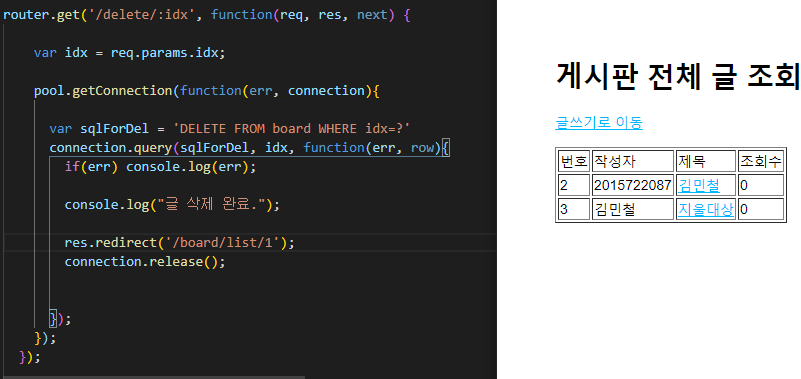 router.get('/delete/:idx', function(req, res, next) {
var idx = req.params.idx;
pool.getConnection(function(err, connection){
var sqlForDel = 'DELETE FROM board WHERE idx=?'
connection.query(sqlForDel, idx, function(err, row){
if(err) console.log(err);
console.log("글 삭제 완료.");
res.redirect('/board/list/1');
connection.release();
});
});
});
게시판 전체 글 조회
글쓰기로 이동
번호 작성자 제목 조회수
2 2015722087 김민철 0
3 김민철 지울대상 0